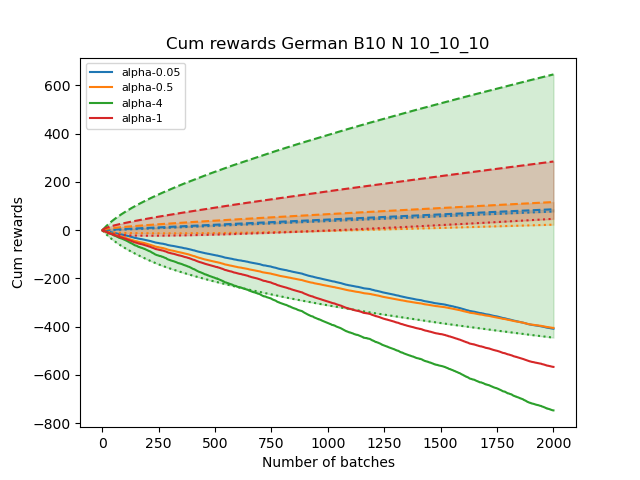 Cum rewards German B10 N 10_10_10
alpha-0.05
alpha-0.5
alpha-4
alpha-1
600
400
200
0
−200
−400
−600
−800
Cum rewards
0 250 500 750 1000 1250 1500 1750 2000
Number of batches